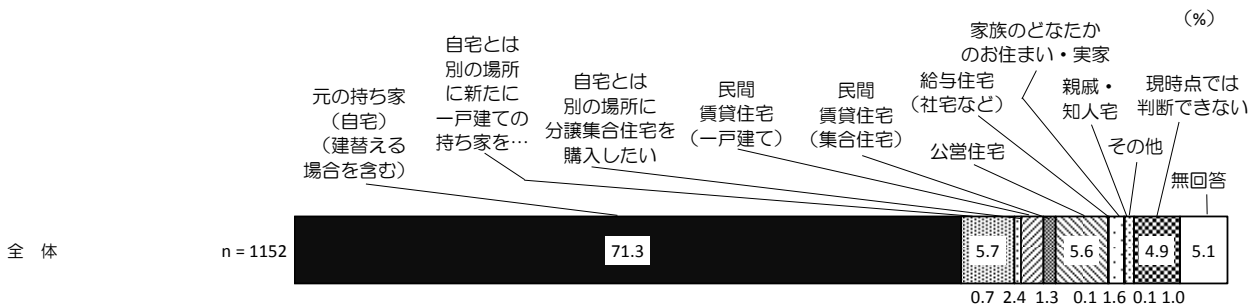 （%）
元の持ち家
（自宅）
（建替える
場合を含む）
自宅とは
別の場所
に新たに
一戸建ての
持ち家を…
自宅とは
別の場所に
分譲集合住宅を
購入したい
民間
賃貸住宅
（一戸建て）
民間
賃貸住宅
（集合住宅）
公営住宅
給与住宅
（社宅など）
家族のどなたか
のお住まい・実家
親戚・
知人宅
その他
現時点では
判断できない
無回答
全　体 n = 1152 71.3 5.7 5.6 4.9 5.1
0.7 2.4 1.3 0.1 1.6 0.1 1.0